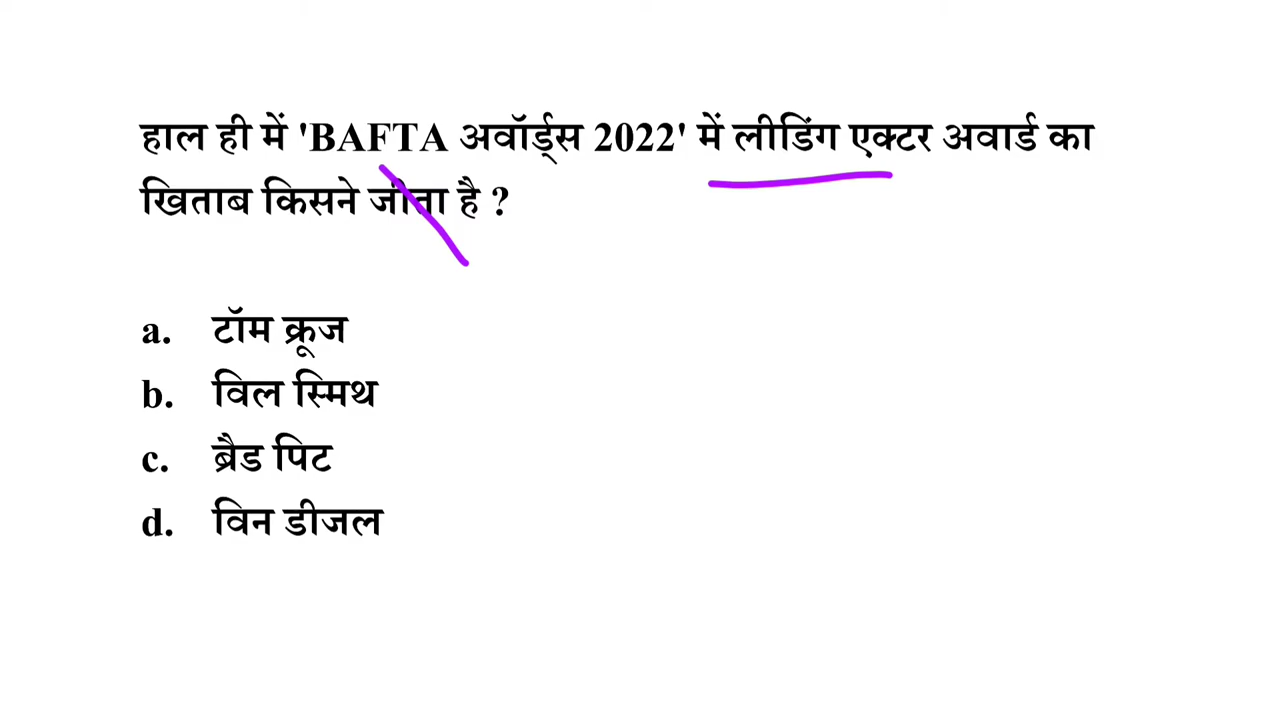 हाल ही में 'BAFTA अवॉर्ड्स 2022' में लीडिंग एक्टर अवार्ड का
खिताब किसने जीता है ?
a. टॉम क्रूज
b. विल स्मिथ
c. ब्रैड पिट
d. विन डीजल